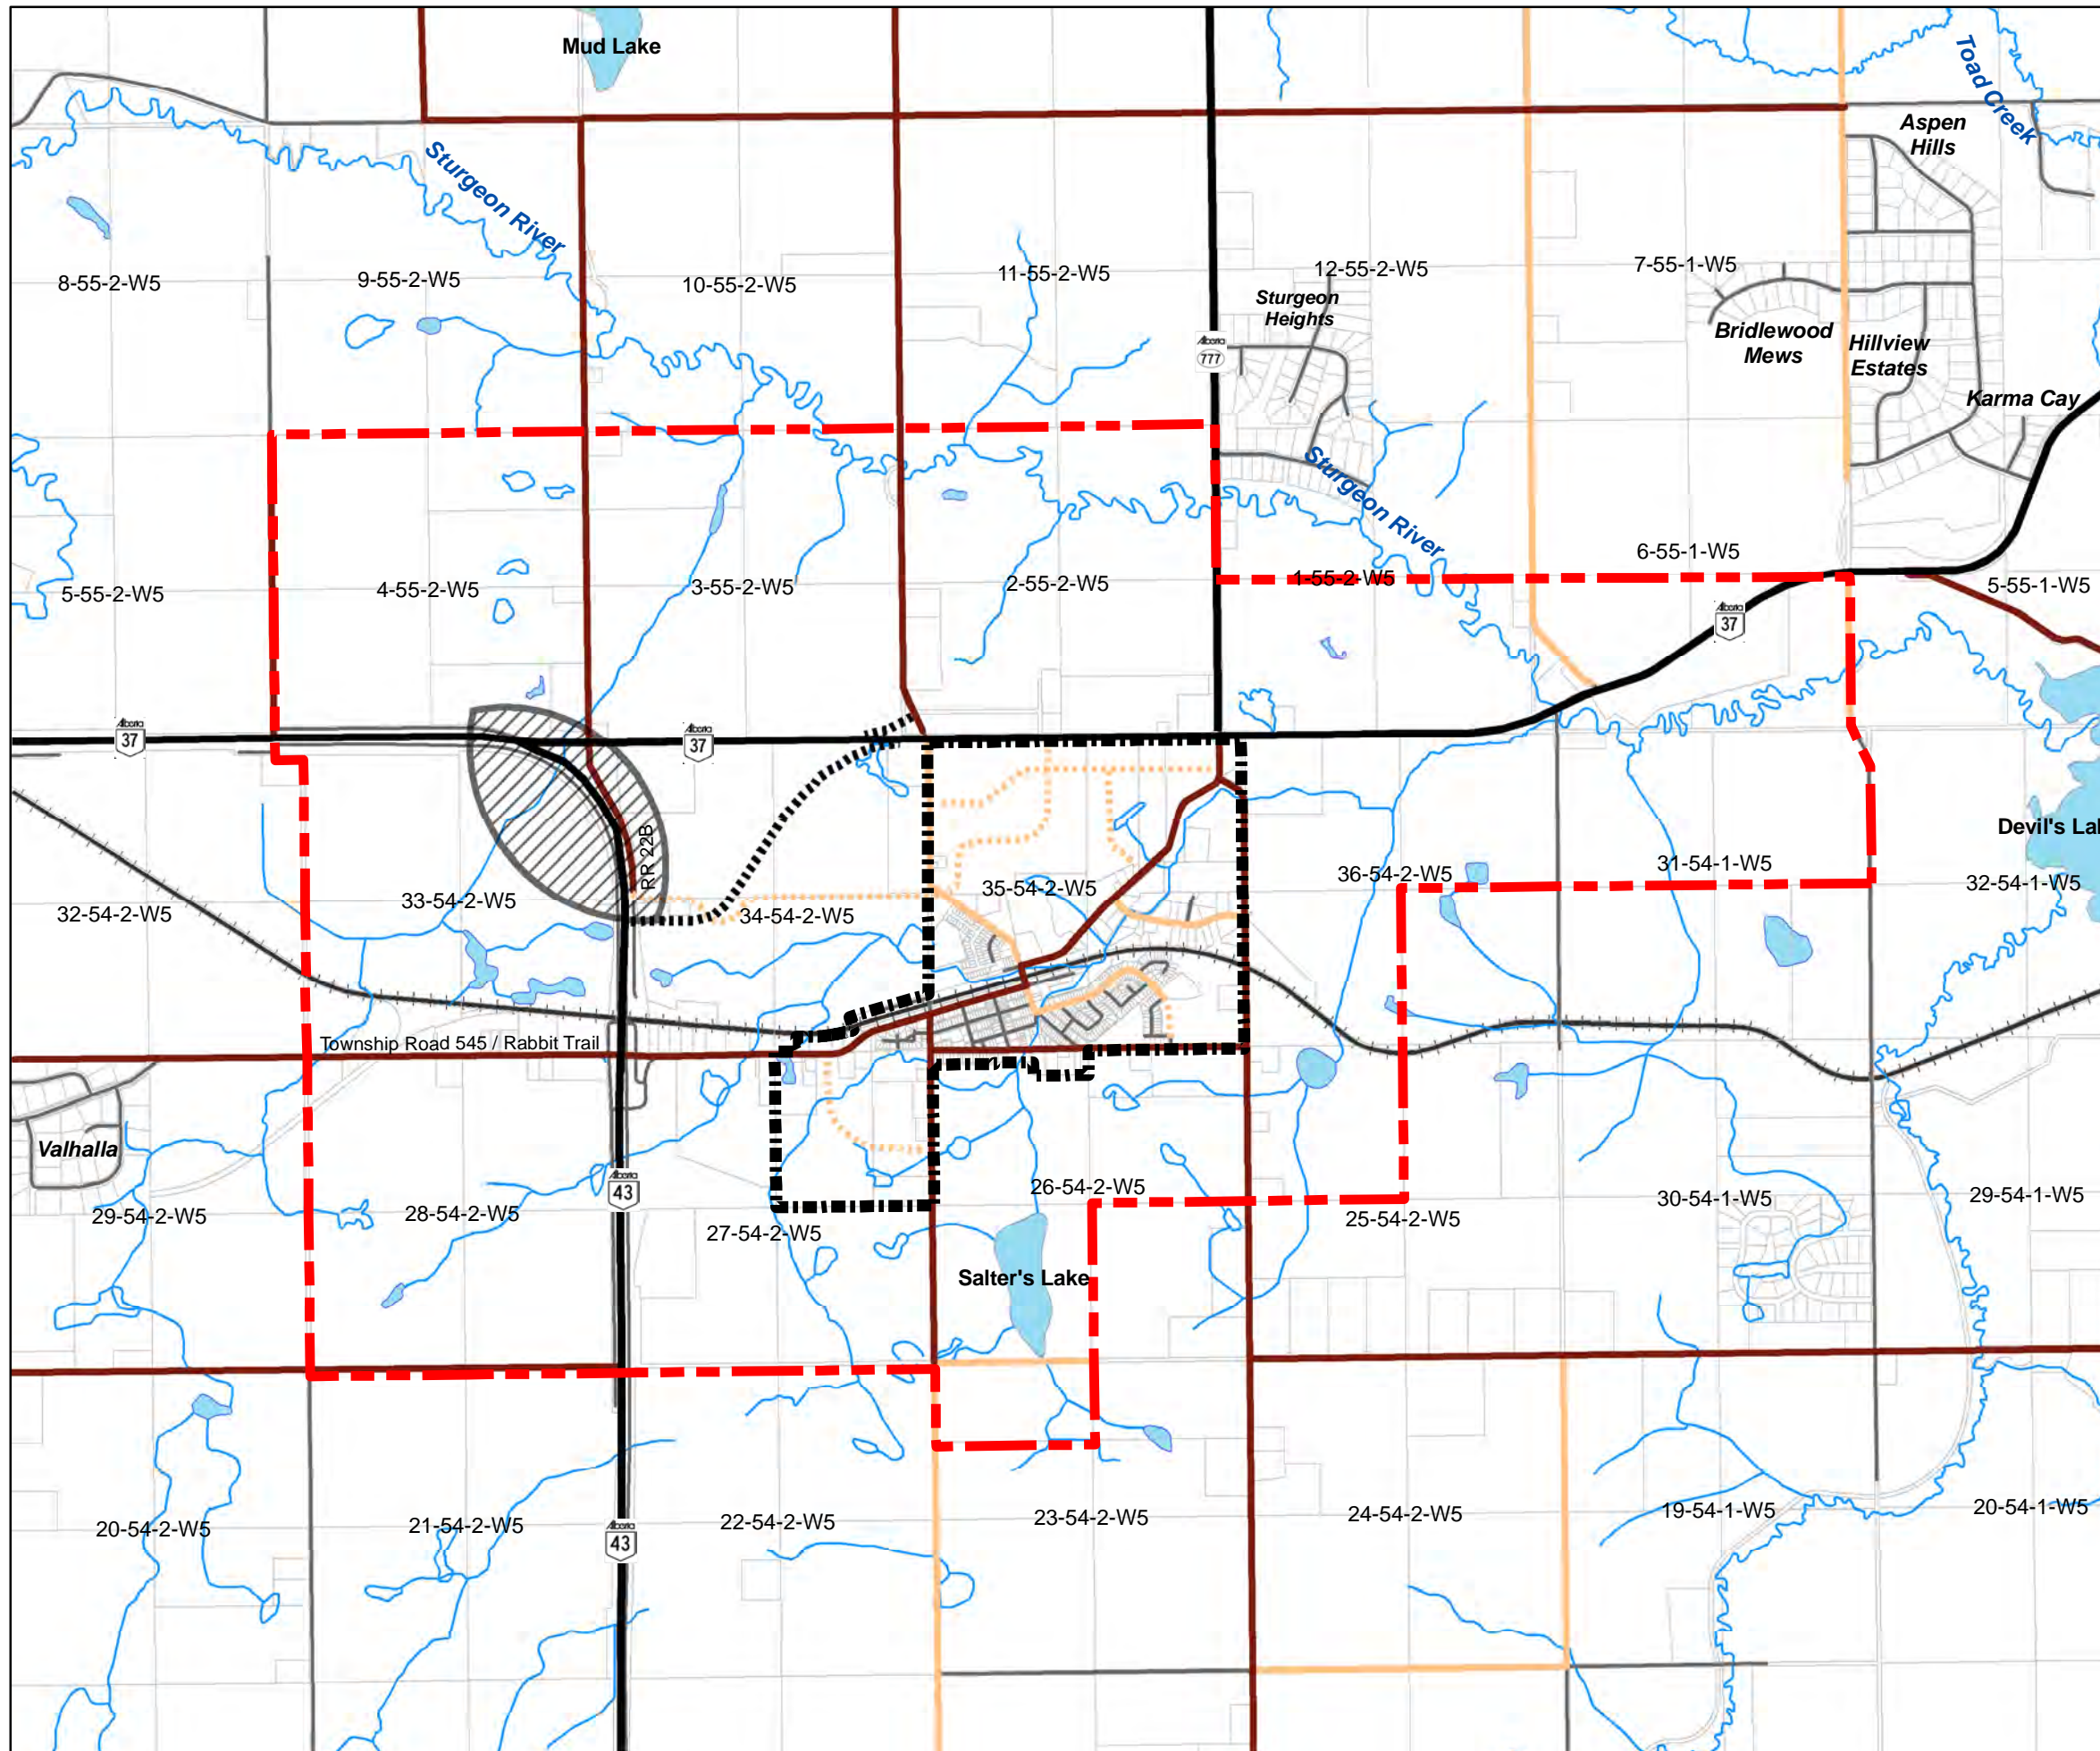 Mud Lake
Toad Creek
Aspen
Hills
Sturgeon River
8-55-2-W5
9-55-2-W5
10-55-2-W5
11-55-2-W5
12-55-2-W5
7-55-1-W5
Sturgeon
Heights
Bridlewood
Mews
Hillview
Estates
Alberta
777
Karma Cay
Sturgeon River
5-55-2-W5
4-55-2-W5
3-55-2-W5
2-55-2-W5
1-55-2-W5
6-55-1-W5
5-55-1-W5
Alberta
37
Alberta
37
Alberta
37
RR 22B
Devil's Lal
32-54-2-W5
33-54-2-W5
34-54-2-W5
35-54-2-W5
36-54-2-W5
31-54-1-W5
32-54-1-W5
Township Road 545 / Rabbit Trail
Valhalla
Alberta
43
29-54-2-W5
28-54-2-W5
27-54-2-W5
26-54-2-W5
25-54-2-W5
30-54-1-W5
29-54-1-W5
Salter's Lake
20-54-2-W5
21-54-2-W5
22-54-2-W5
23-54-2-W5
24-54-2-W5
19-54-1-W5
20-54-1-W5
Alberta
43